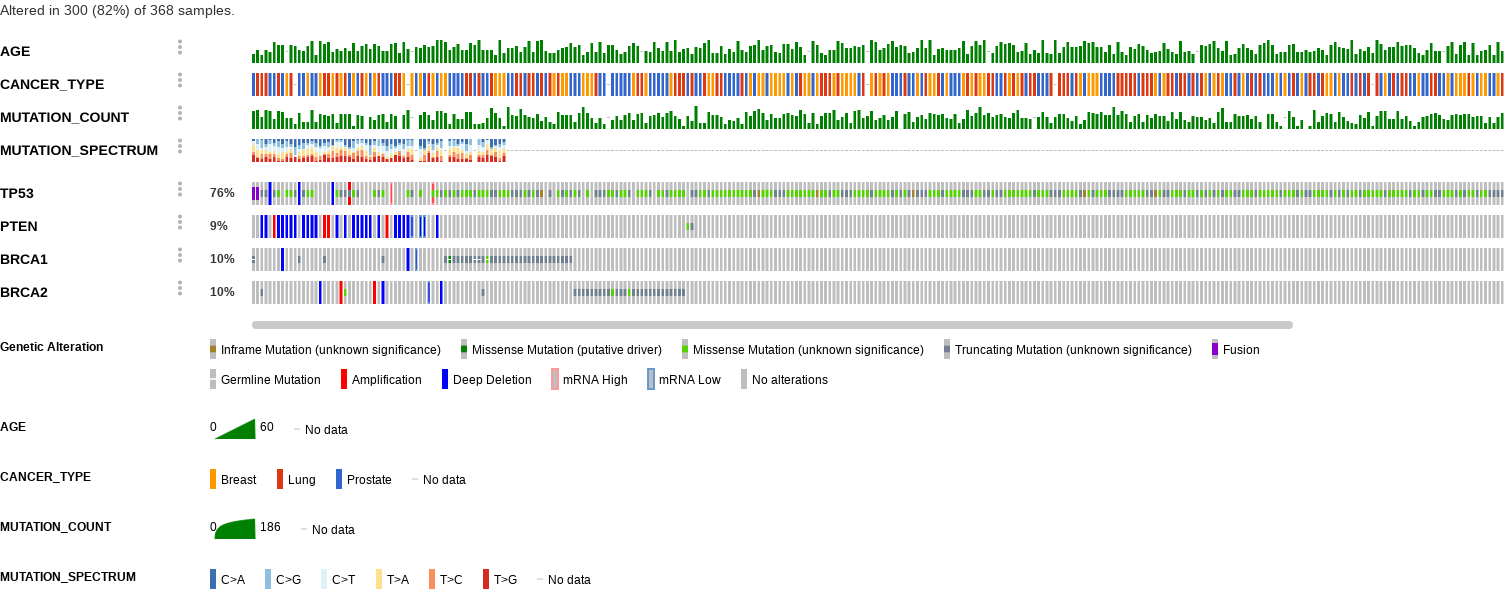 Altered in 300 (82%) of 368 samples.
AGE
CANCER_TYPE
MUTATION_COUNT
MUTATION_SPECTRUM
TP53 76%
PTEN 9%
BRCA1 10%
BRCA2 10%
Genetic Alteration Inframe Mutation (unknown significance) Missense Mutation (putative driver) Missense Mutation (unknown significance) Truncating Mutation (unknown significance) Fusion
Germline Mutation Amplification Deep Deletion mRNA High mRNA Low No alterations
AGE 0 60 No data
CANCER_TYPE Breast Lung Prostate No data
MUTATION_COUNT 0 186 No data
MUTATION_SPECTRUM C>A C>G C>T T>A T>C T>G No data